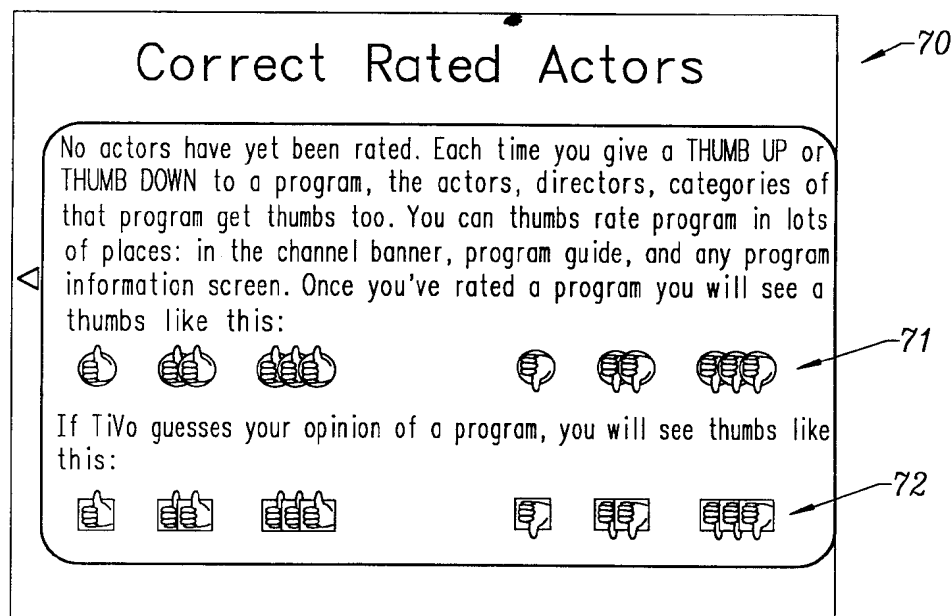 Correct Rated Actors
70
No actors have yet been rated. Each time you give a THUMB UP or
THUMB DOWN to a program, the actors, directors, categories of
that program get thumbs too. You can thumbs rate program in lots
of places: in the channel banner, program guide, and any program
information screen. Once you've rated a program you will see a
thumbs like this:
71
If TiVo guesses your opinion of a program, you will see thumbs like
this:
72